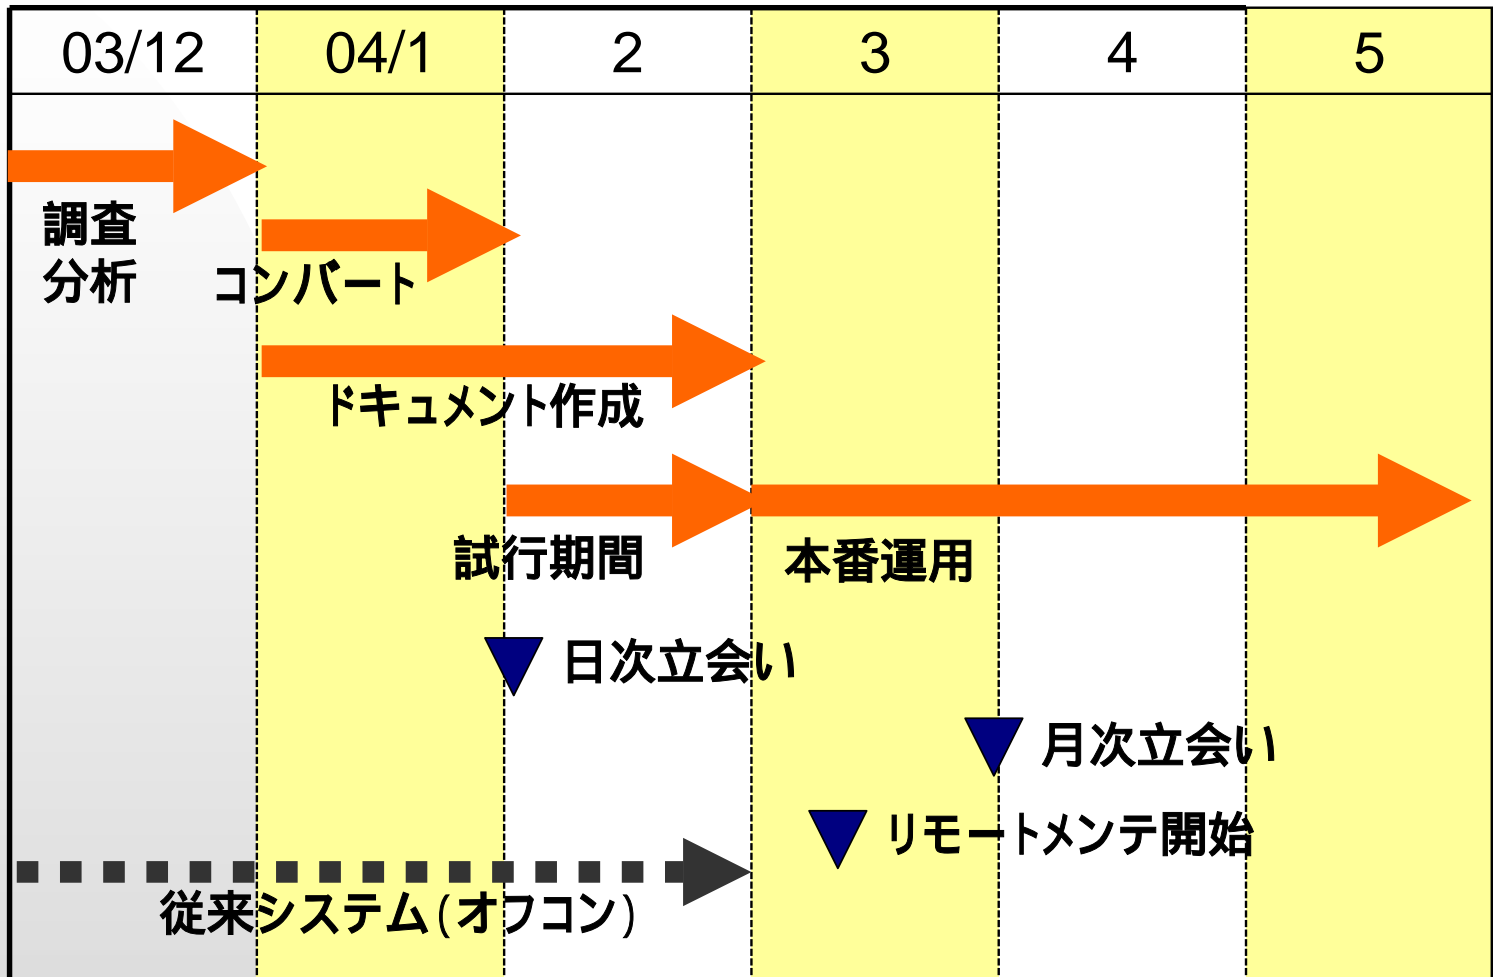 03/12 04/1 2 3 4 5
調査
分析
コンバート
ドキュメント作成
試行期間 本番運用
日次立会い
月次立会い
リモートメンテ開始
従来システム(オフコン)